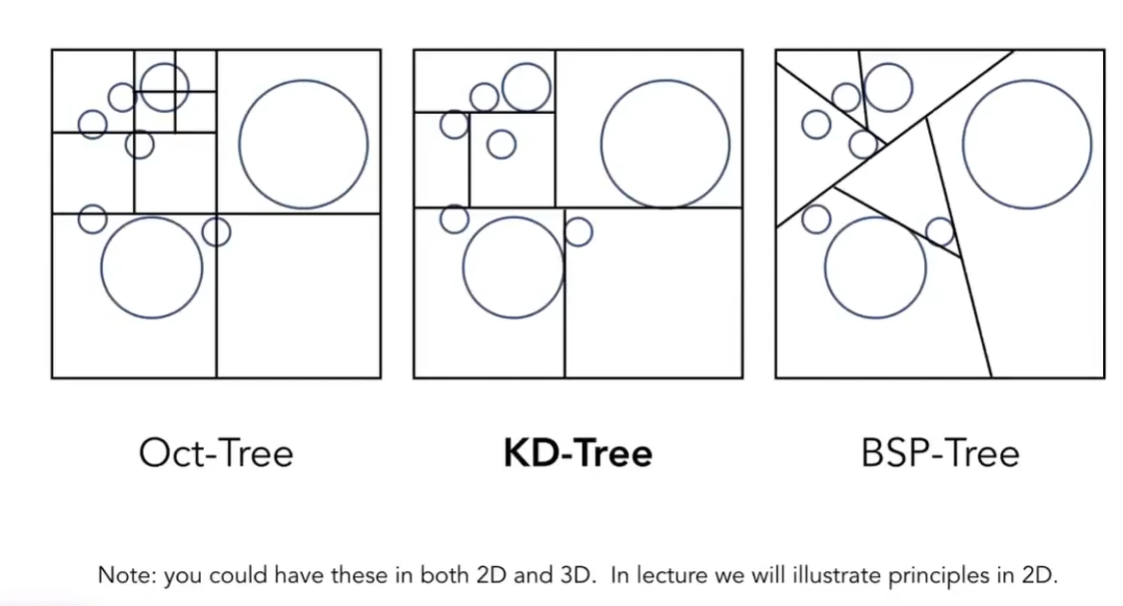 Oct-Tree
KD-Tree
BSP-Tree
Note: you could have these in both 2D and 3D. In lecture we will illustrate principles in 2D.